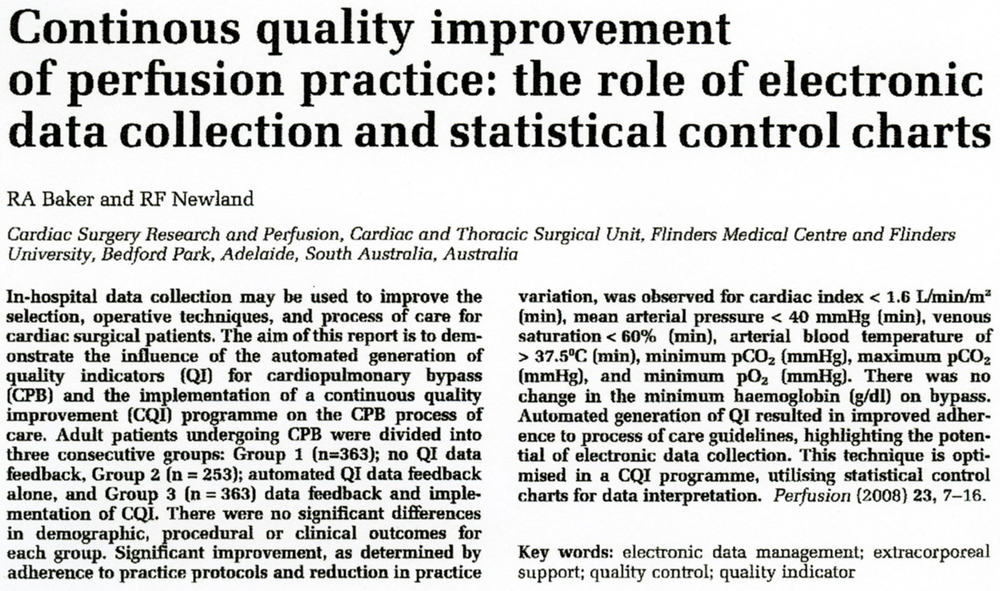 Continous quality improvement
of perfusion practice: the role of electronic
data collection and statistical control charts
RA Baker and RF Newland
Cardiac Surgery Research and Perfusion, Cardiac and Thoracic Surgical Unit, Flinders Medical Centre and Flinders
University, Bedford Park, Adelaide, South Australia, Australia
In-hospital data collection may be used to improve the
selection, operative techniques, and process of care for
cardiac surgical patients. The aim of this report is to dem-
onstrate the influence of the automated generation of
quality indicators (QI) for cardiopulmonary bypass
(CPB) and the implementation of a continuous quality
improvement (CQI) programme on the CPB process of
care. Adult patients undergoing CPB were divided into
three consecutive groups: Group 1 (n=363); no QI data
feedback, Group 2 (n = 253); automated QI data feedback
alone, and Group 3 (n = 363) data feedback and imple-
mentation of CQI. There were no significant differences
in demographic, procedural or clinical outcomes for
each group. Significant improvement, as determined by
adherence to practice protocols and reduction in practice
variation, was observed for cardiac index < 1.6 L/min/m²
(min), mean arterial pressure < 40 mmHg (min), venous
saturation < 60% (min), arterial blood temperature of
> 37.5⁰C (min), minimum pCO₂ (mmHg), maximum pCO₂
(mmHg), and minimum pO₂ (mmHg). There was no
change in the minimum haemoglobin (g/dl) on bypass.
Automated generation of QI resulted in improved adher-
ence to process of care guidelines, highlighting the poten-
tial of electronic data collection. This technique is opti-
mised in a CQI programme, utilising statistical control
charts for data interpretation. Perfusion (2008) 23, 7–16.
Key words: electronic data management; extracorporeal
support; quality control; quality indicator